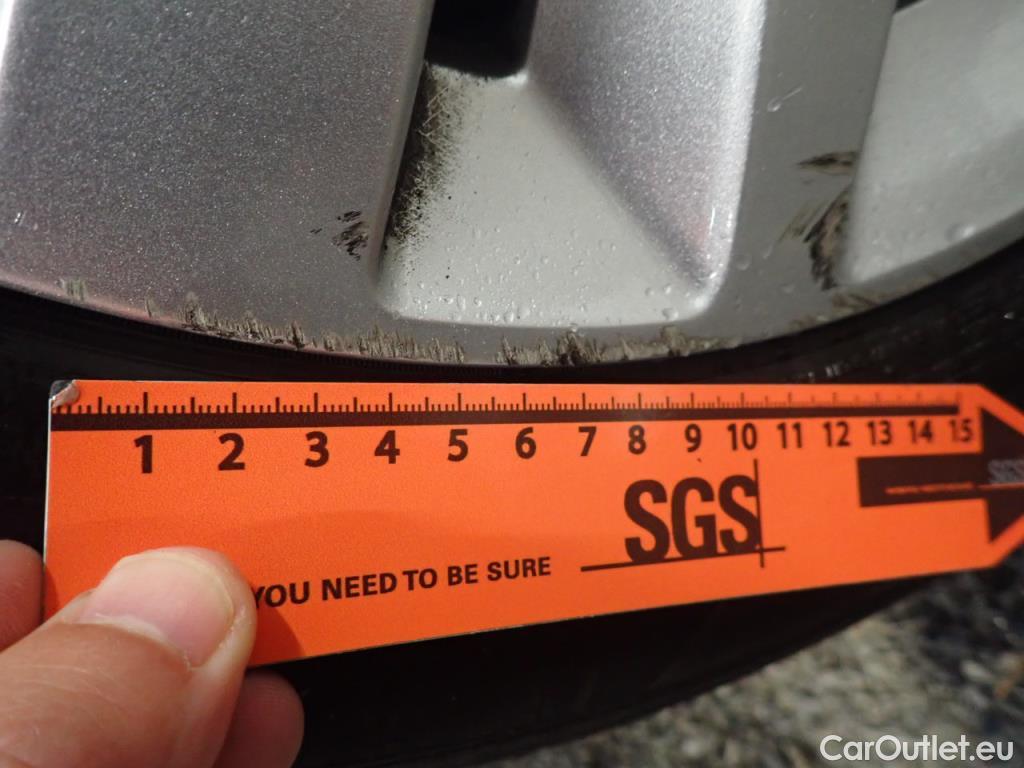 1 2 3 4 5 6 7 8 9 10 11 12 13 14 15
SGS
YOU NEED TO BE SURE
CarOutlet.eu